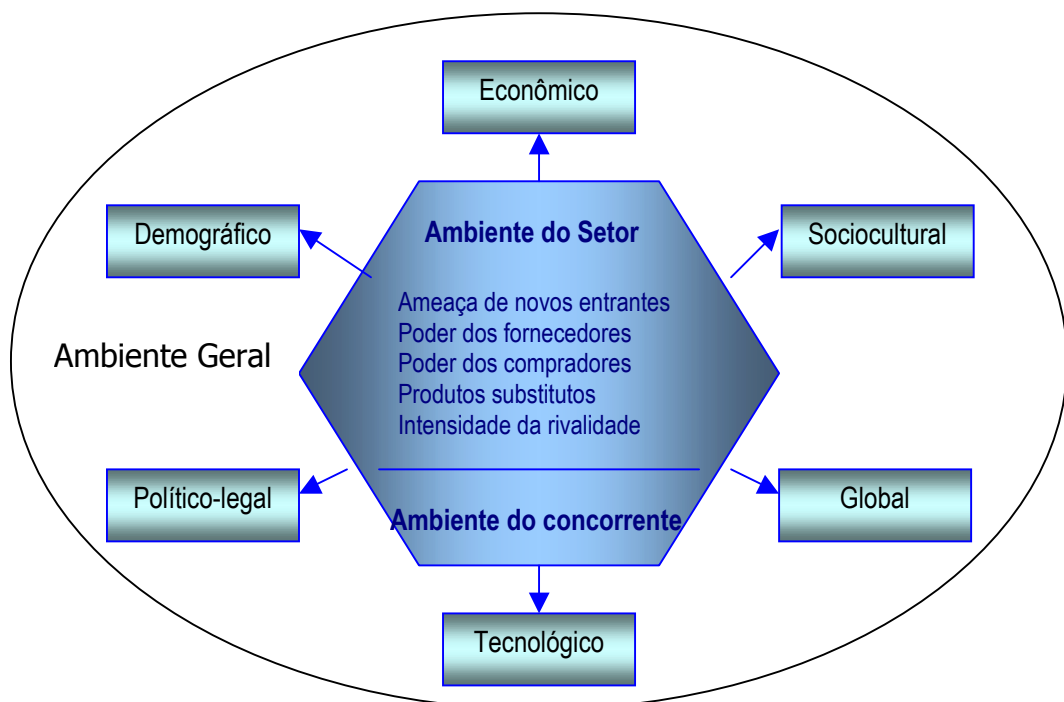 Econômico
Demográfico
Sociocultural
Ambiente do Setor
Ameaça de novos entrantes
Poder dos fornecedores
Poder dos compradores
Produtos substitutos
Intensidade da rivalidade
Ambiente Geral
Político-legal
Global
Ambiente do concorrente
Tecnológico